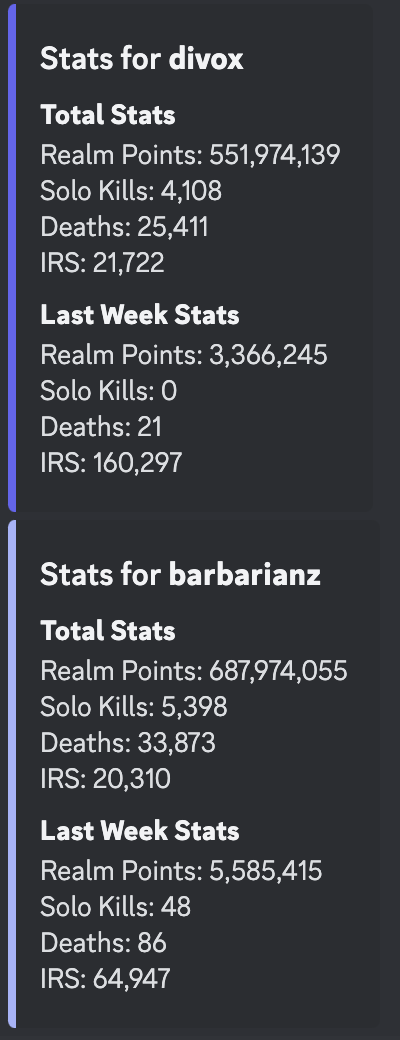 Stats for divox
Total Stats
Realm Points: 551,974,139
Solo Kills: 4,108
Deaths: 25,411
IRS: 21,722
Last Week Stats
Realm Points: 3,366,245
Solo Kills: 0
Deaths: 21
IRS: 160,297
Stats for barbarianz
Total Stats
Realm Points: 687,974,055
Solo Kills: 5,398
Deaths: 33,873
IRS: 20,310
Last Week Stats
Realm Points: 5,585,415
Solo Kills: 48
Deaths: 86
IRS: 64,947